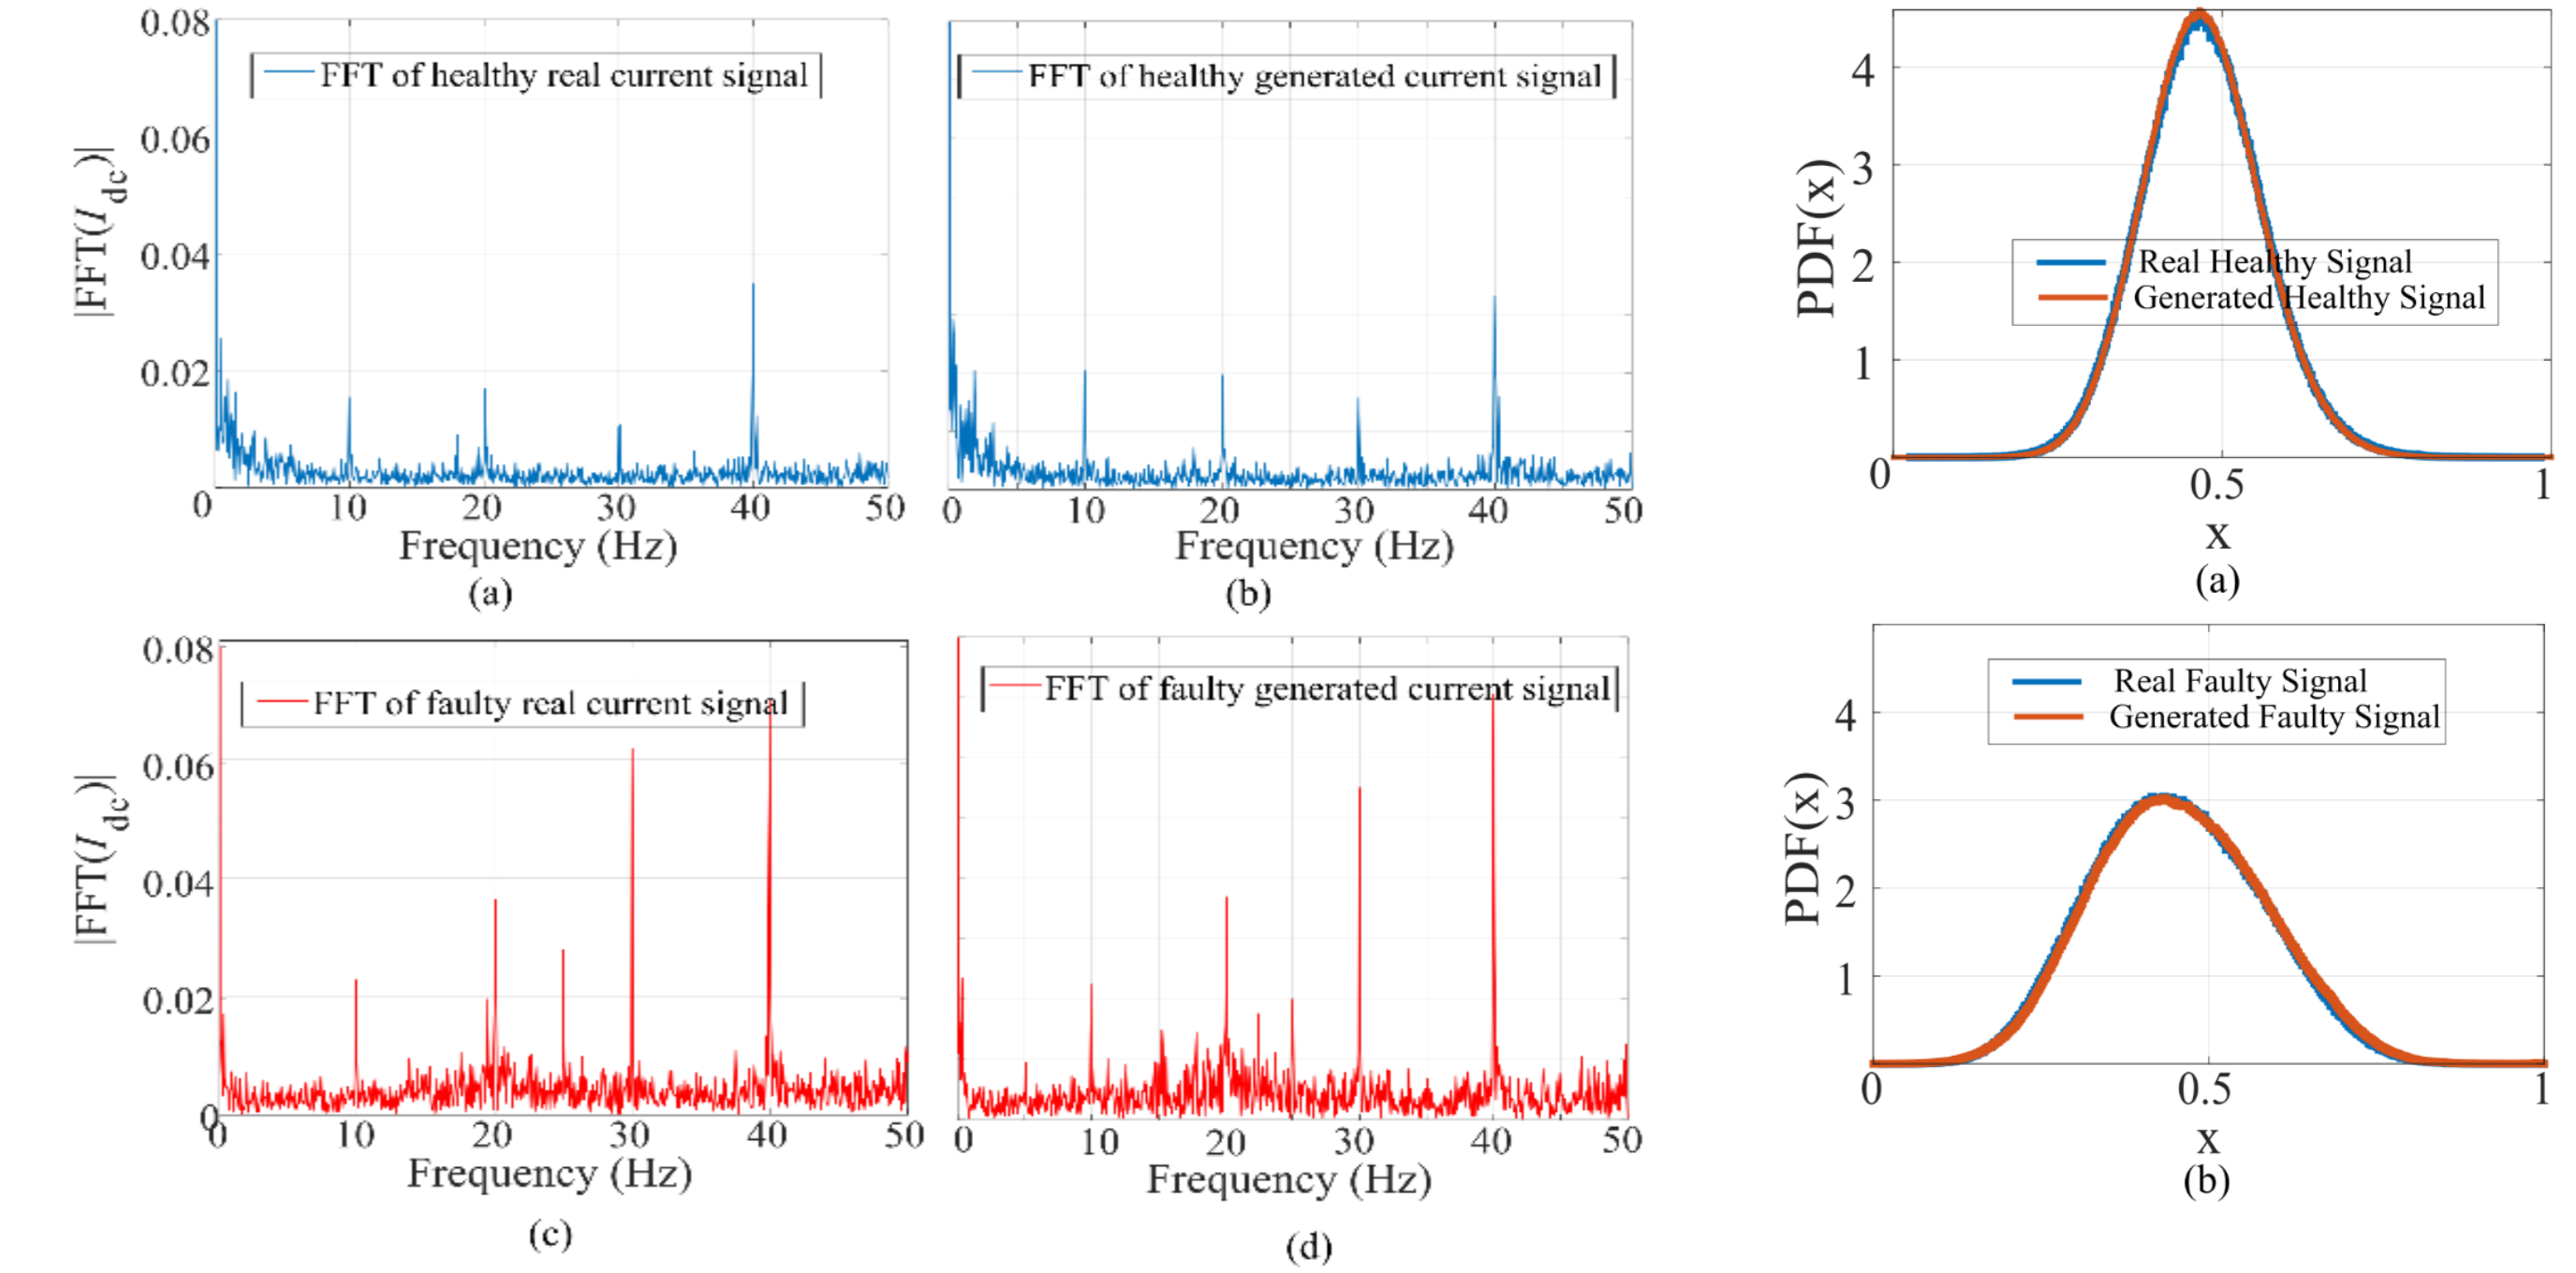 0.08
0.06
0.04
0.02
0
|FFT(I_dc)|
FFT of healthy real current signal
0 10 20 30 40 50
Frequency (Hz)
(a)
FFT of healthy generated current signal
0 10 20 30 40 50
Frequency (Hz)
(b)
4
3
2
1
0
PDF(x)
Real Healthy Signal
Generated Healthy Signal
0.5 1
x
(a)
0.08
0.06
0.04
0.02
0
|FFT(I_dc)|
FFT of faulty real current signal
0 10 20 30 40 50
Frequency (Hz)
(c)
FFT of faulty generated current signal
0 10 20 30 40 50
Frequency (Hz)
(d)
4
3
2
1
PDF(x)
Real Faulty Signal
Generated Faulty Signal
0 0.5 1
x
(b)